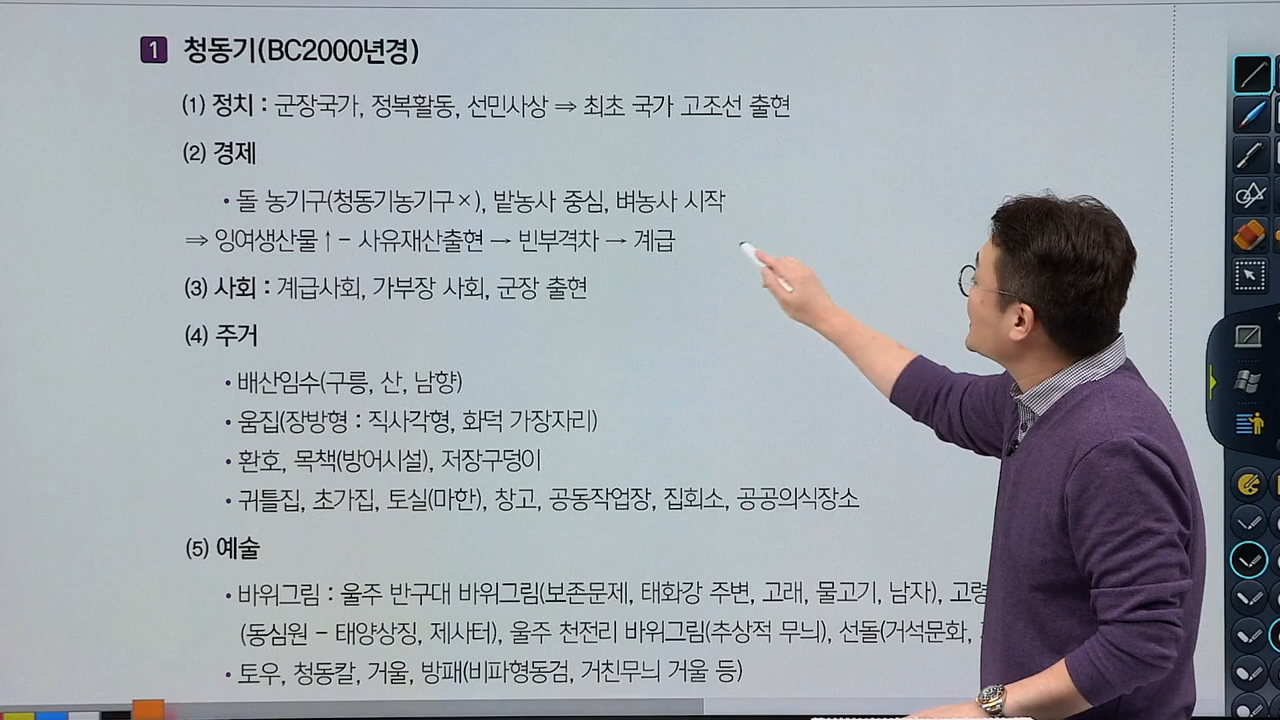 1 청동기(BC2000년경)
(1) 정치 : 군장국가, 정복활동, 선민사상 ⇒ 최초 국가 고조선 출현
(2) 경제
• 돌 농기구(청동기농기구×), 밭농사 중심, 벼농사 시작
⇒ 잉여생산물↑- 사유재산출현 → 빈부격차 → 계급
(3) 사회 : 계급사회, 가부장 사회, 군장 출현
(4) 주거
• 배산임수(구릉, 산, 남향)
• 움집(장방형 : 직사각형, 화덕 가장자리)
• 환호, 목책(방어시설), 저장구덩이
• 귀틀집, 초가집, 토실(마한), 창고, 공동작업장, 집회소, 공공의식장소
(5) 예술
• 바위그림 : 울주 반구대 바위그림(보존문제, 태화강 주변, 고래, 물고기, 남자), 고령
(동심원 - 태양상징, 제사터), 울주 천전리 바위그림(추상적 무늬), 선돌(거석문화,
• 토우, 청동칼, 거울, 방패(비파형동검, 거친무늬 거울 등)